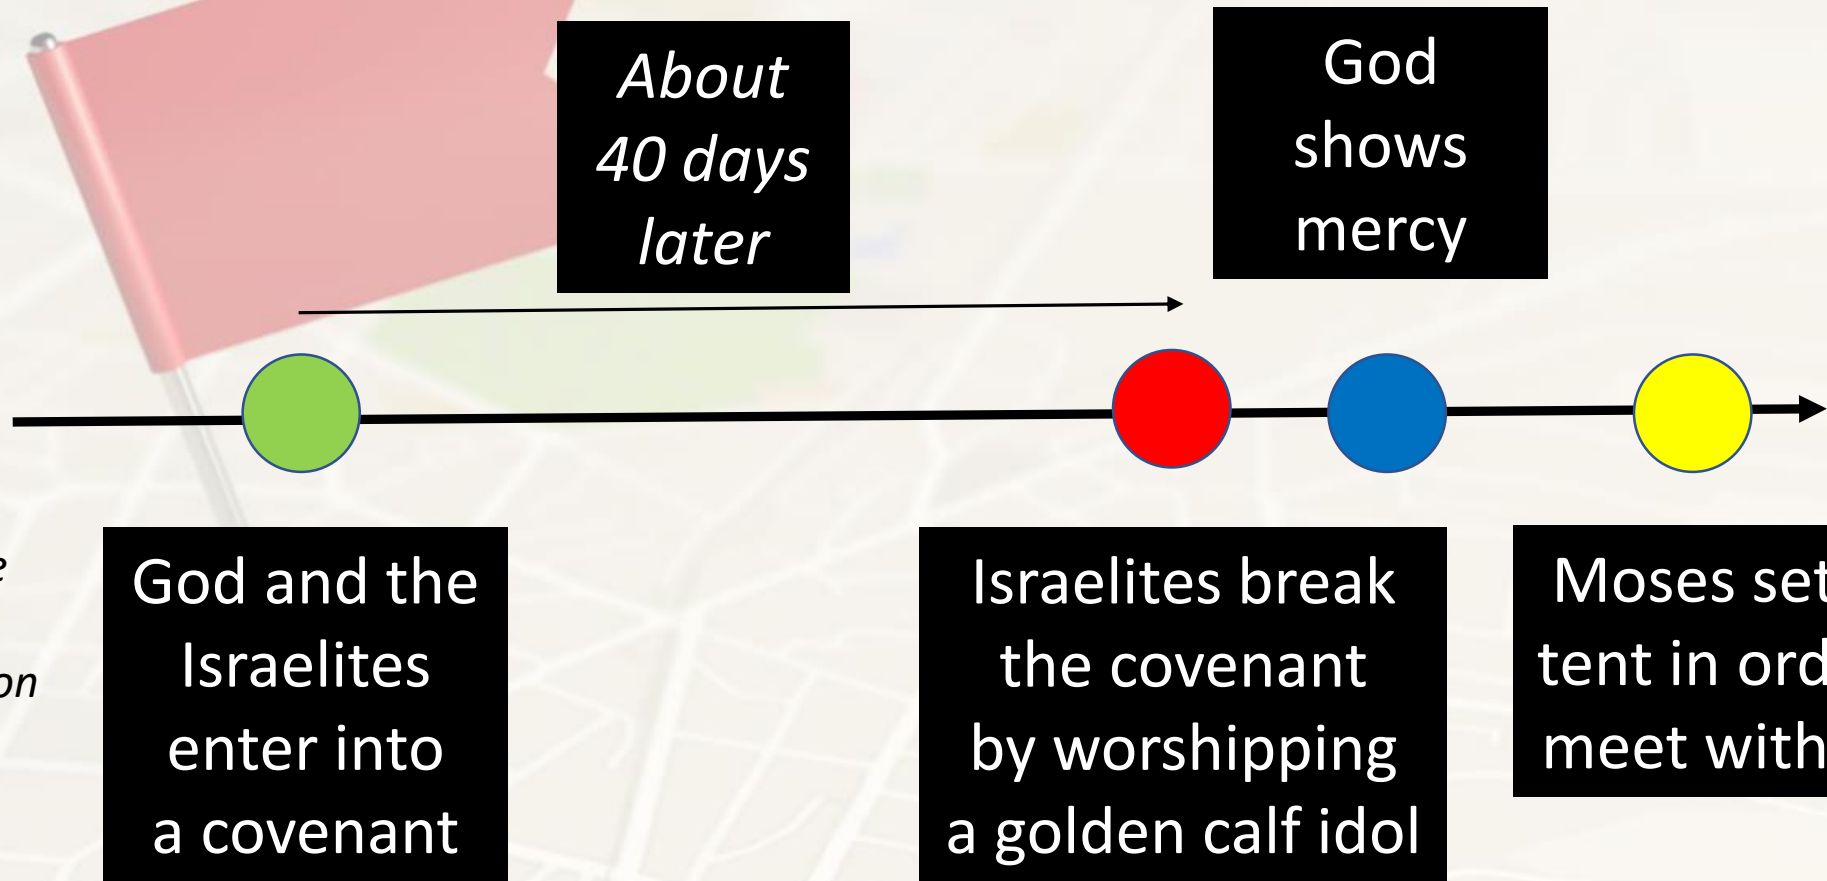 About
40 days
later
God
shows
mercy
God and the
Israelites
enter into
a covenant
Israelites break
the covenant
by worshipping
a golden calf idol
Moses set
tent in
meet with